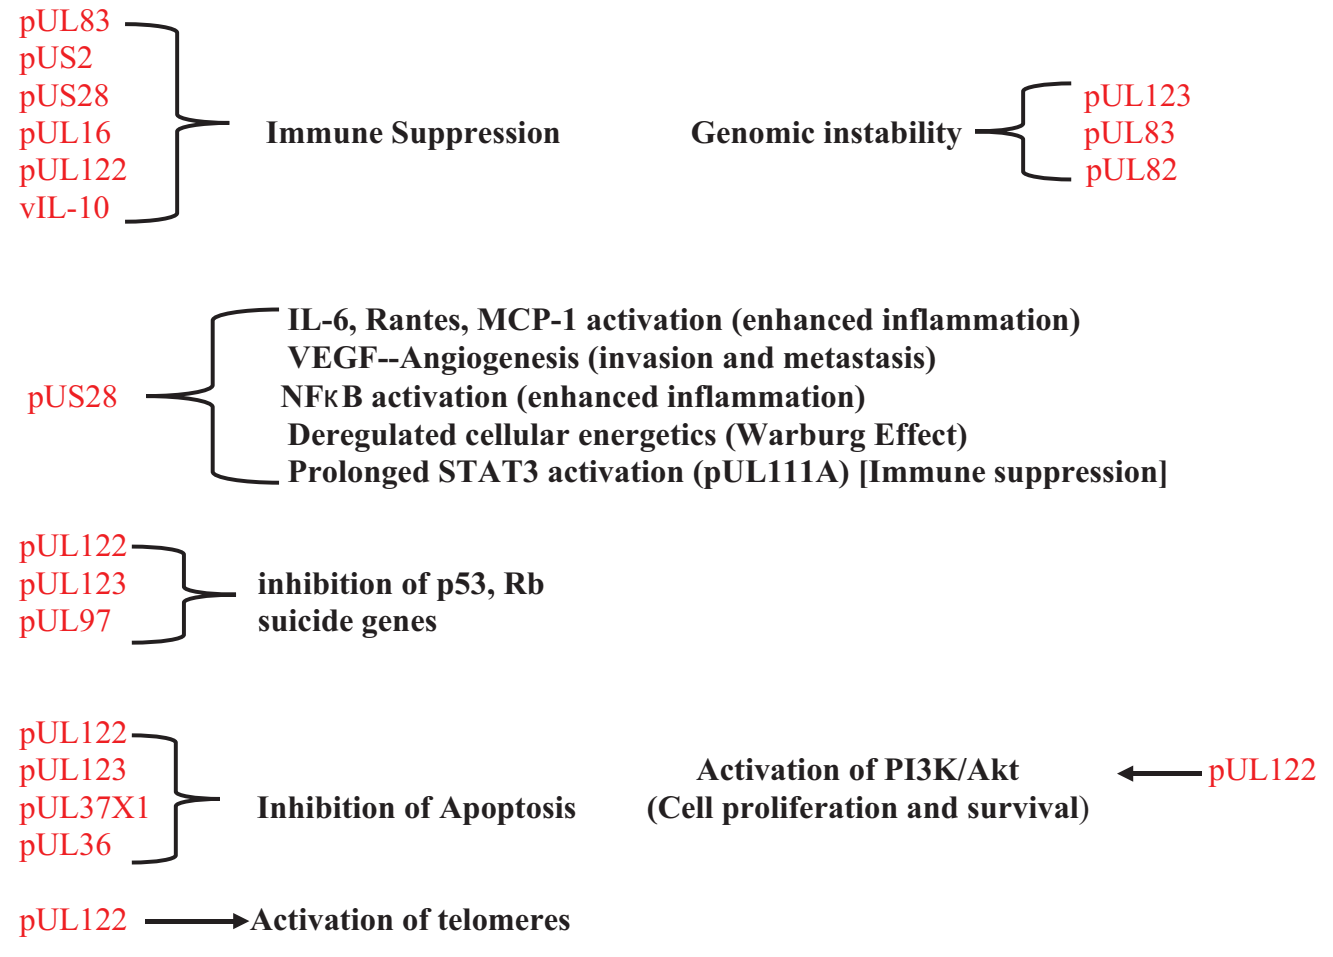 pUL83
pUS2
pUS28
pUL16
pUL122
vIL-10
Immune Suppression
Genomic instability
pUL123
pUL83
pUL82
pUS28
IL-6, Rantes, MCP-1 activation (enhanced inflammation)
VEGF--Angiogenesis (invasion and metastasis)
NFκB activation (enhanced inflammation)
Deregulated cellular energetics (Warburg Effect)
Prolonged STAT3 activation (pUL111A) [Immune suppression]
pUL122
pUL123
pUL97
inhibition of p53, Rb
suicide genes
pUL122
pUL123
pUL37X1
pUL36
Inhibition of Apoptosis
Activation of PI3K/Akt
(Cell proliferation and survival)
pUL122
pUL122
Activation of telomeres